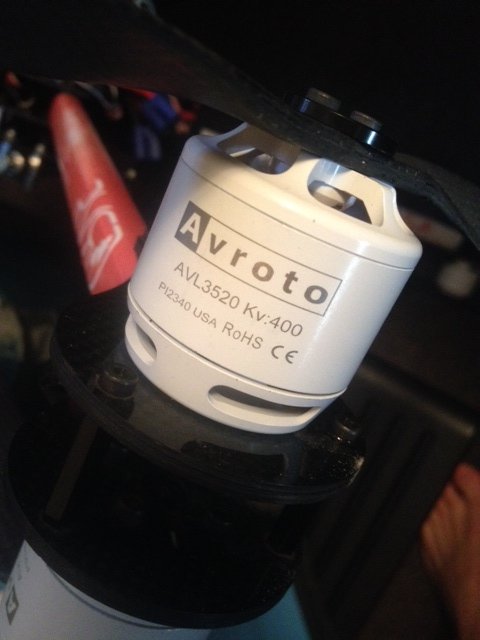 Avroto
AVL3520 Kv:400
PI2340 USA RoHS CE